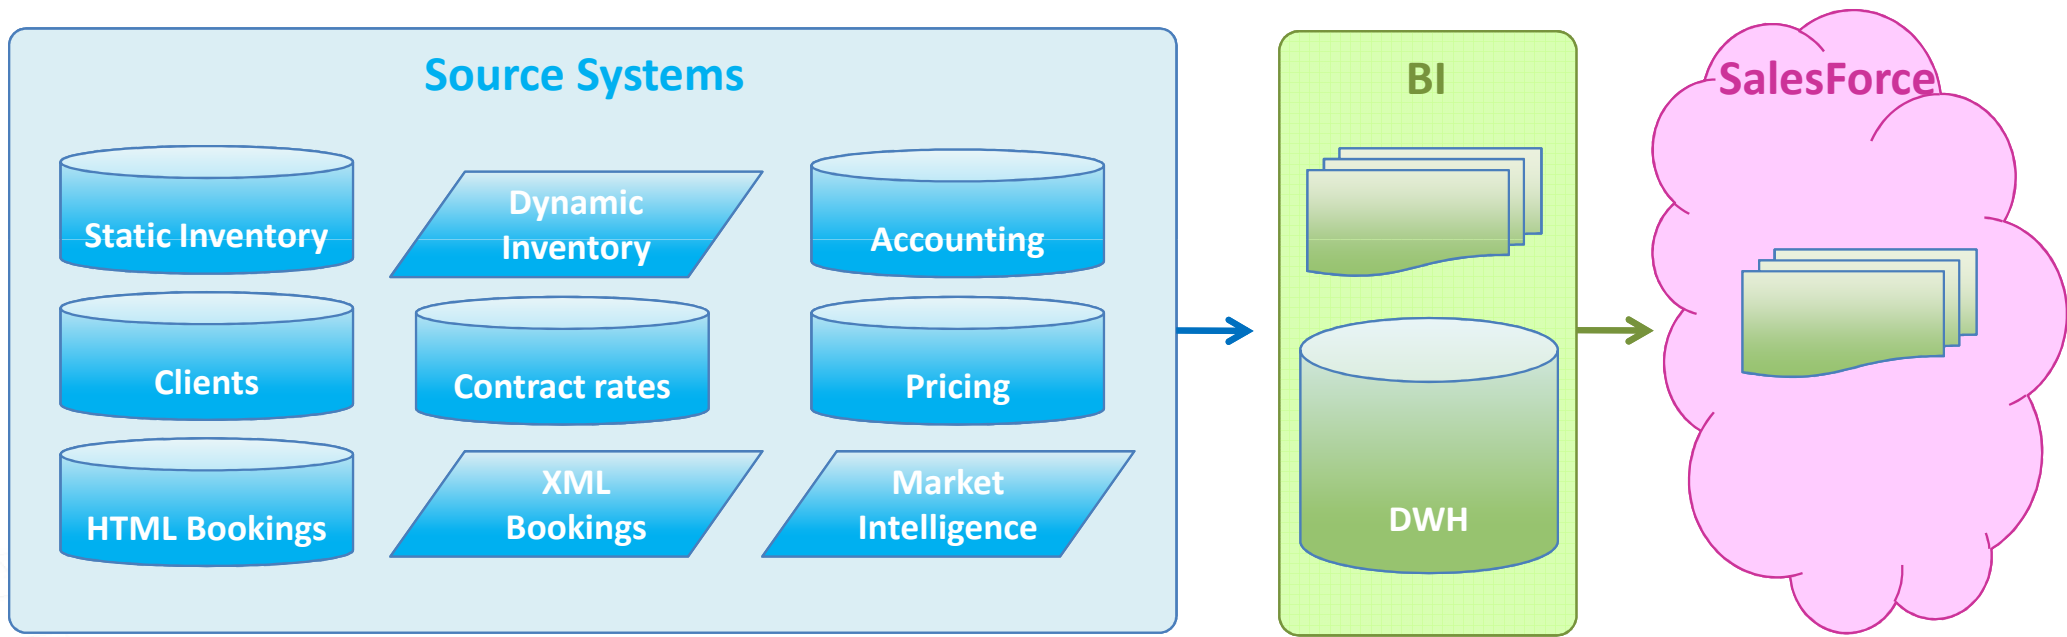 Source Systems
BI
SalesForce
Static Inventory
Dynamic
Inventory
Accounting
Clients
Contract rates
Pricing
HTML Bookings
XML
Bookings
Market
Intelligence
DWH